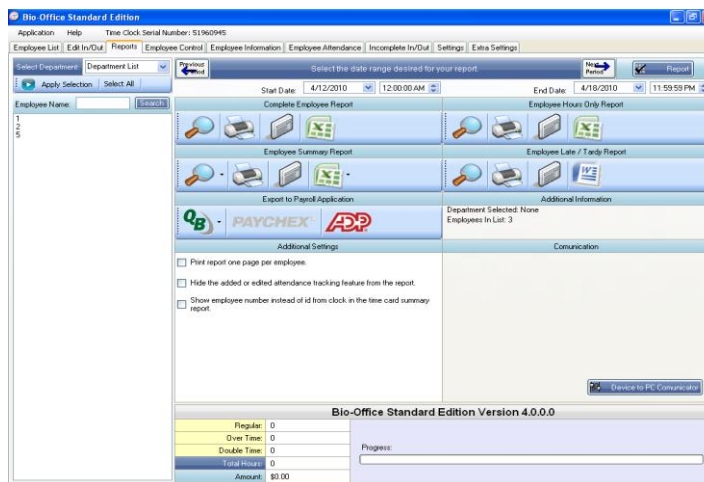 Bio-Office Standard Edition
Application Help Time Clock Serial Number: 51960945
Employee List Edit In/Out Reports Employee Control Employee Information Employee Attendance Incomplete In/Out Settings Extra Settings
Select Department Department List
Previous Period
Select the date range desired for your report.
Next Period
Report
Apply Selection Select All
Start Date: 4/12/2010 12:00:00 AM End Date: 4/18/2010 11:59:59 PM
Employee Name: Search
1
2
5
Complete Employee Report Employee Hours Only Report
Employee Summary Report Employee Late / Tardy Report
Export to Payroll Application Additional Information
QB PAYCHEX ADP
Department Selected: None
Employees In List: 3
Additional Settings Comunication
Print report one page per employee.
Hide the added or edited attendance tracking feature from the report.
Show employee number instead of id from clock in the time card summary
report.
Device to PC Comunicator
Bio-Office Standard Edition Version 4.0.0.0
Regular: 0
Over Time: 0
Double Time: 0
Total Hours: 0
Amount: $0.00
Progress: